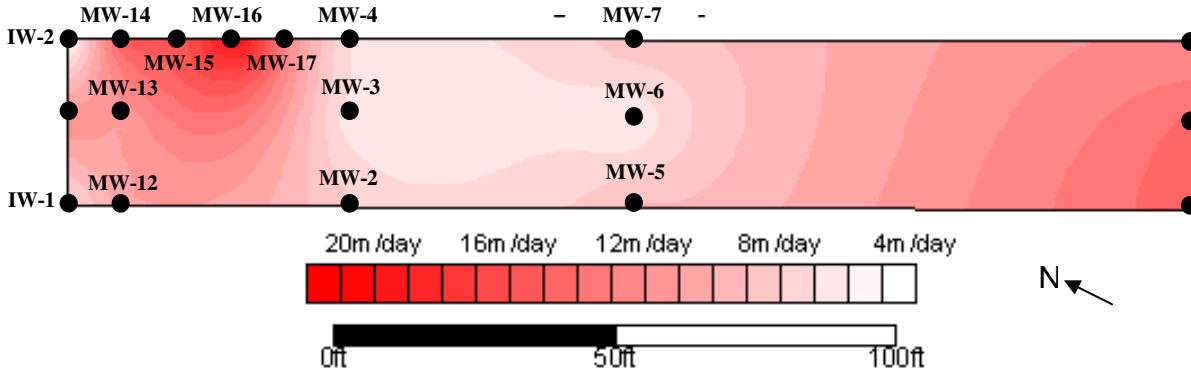 MW-14 MW-16 MW-4 – MW-7 -
IW-2
MW-15 MW-17
MW-13 MW-3 MW-6
MW-12 MW-2 MW-5
IW-1
20m/day 16m/day 12m/day 8m/day 4m/day
N
0ft 50ft 100ft